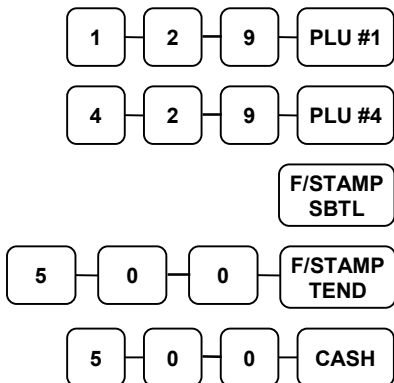 1 2 9 PLU #1
4 2 9 PLU #4
F/STAMP
SBTL
5 0 0 F/STAMP
TEND
5 0 0 CASH